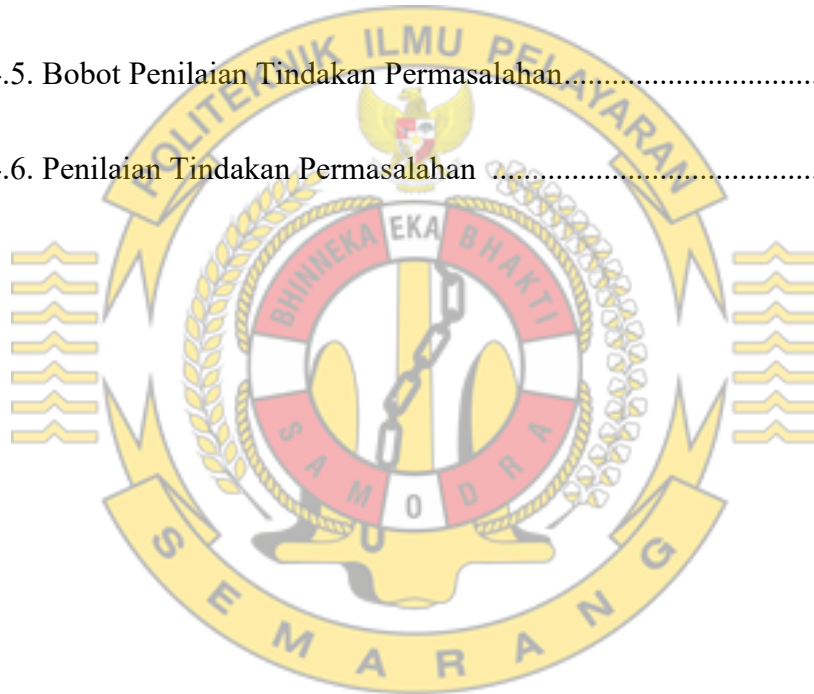 .5. Bobot Penilaian Tindakan Permasalahan
.6. Penilaian Tindakan Permasalahan
POLITEKNIK ILMU PELAYARAN
BHINNEKA EKA BHAKTI
SAMODRA
SEMARANG